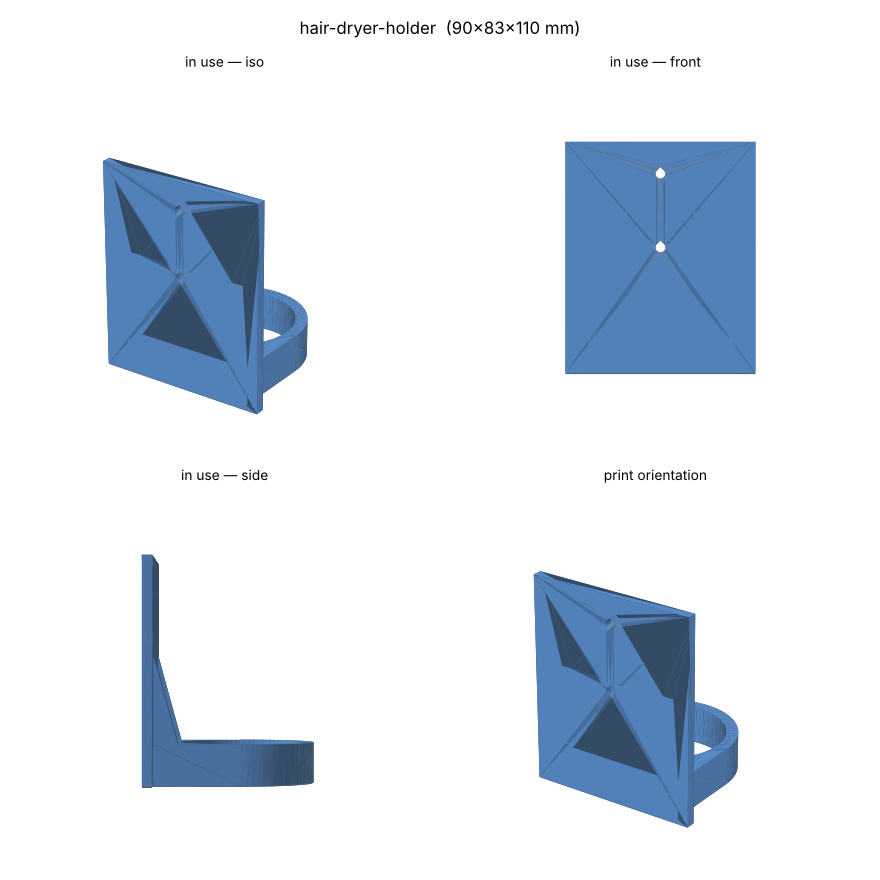 hair-dryer-holder (90×83×110 mm)
in use — iso
in use — front
in use — side
print orientation